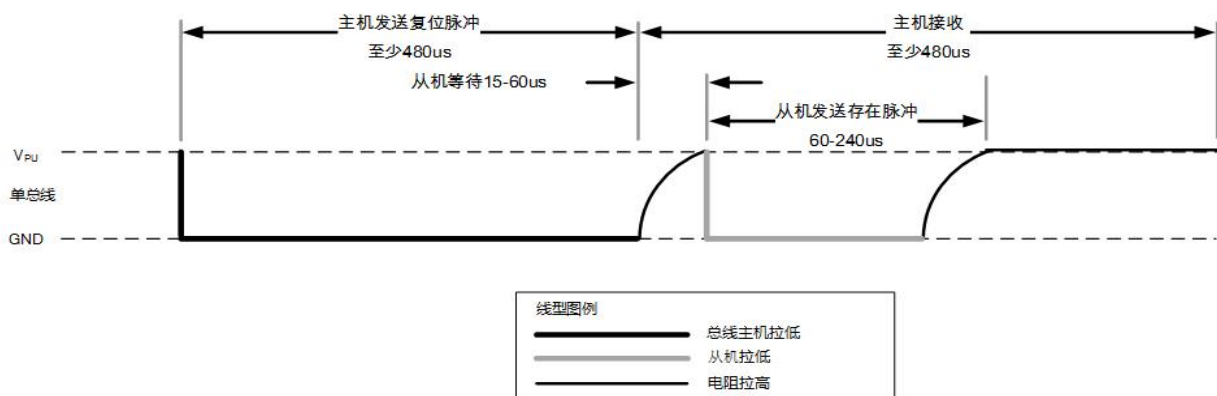 主机发送复位脉冲
至少480us
主机接收
至少480us
从机等待15-60us
从机发送存在脉冲
60-240us
VPU
单总线
GND
线型图例
总线主机拉低
从机拉低
电阻拉高